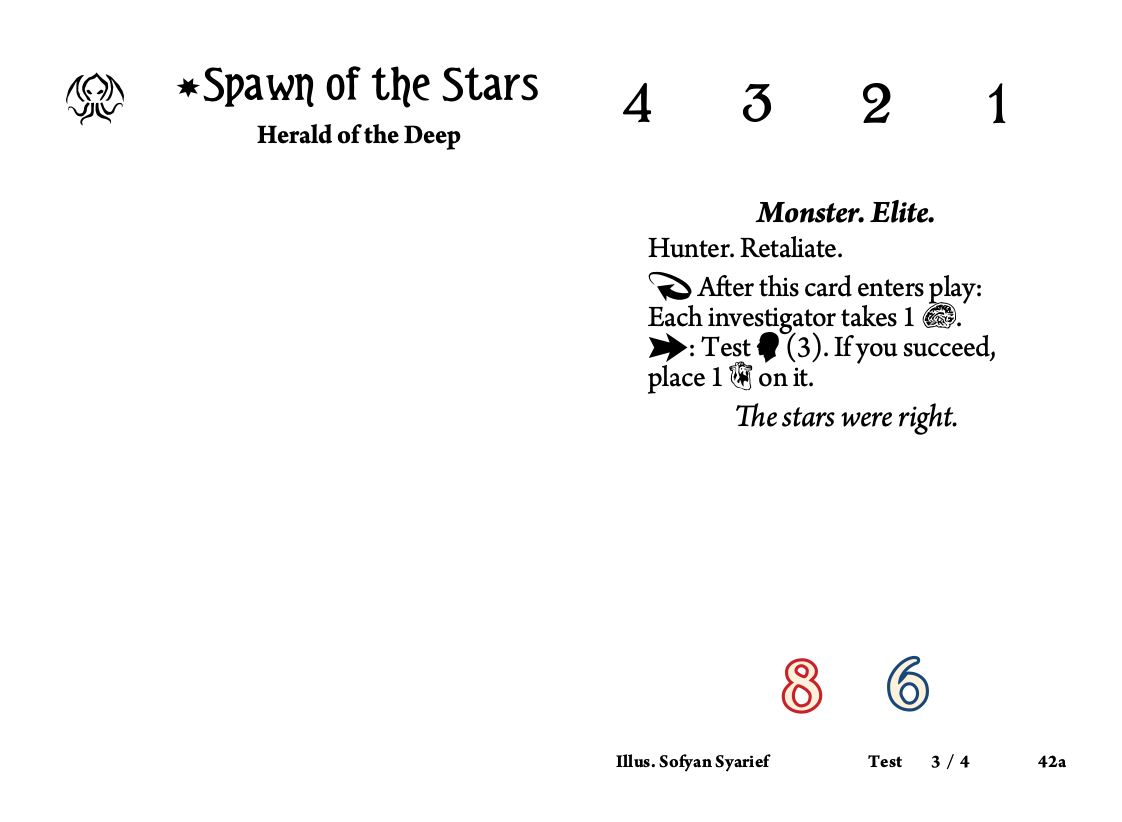 Spawn of the Stars
Herald of the Deep
4 3 2 1
Monster. Elite.
Hunter. Retaliate.
After this card enters play:
Each investigator takes 1 .
: Test (3). If you succeed,
place 1 on it.
The stars were right.
8 6
Illus. Sofyan Syarief Test 3 / 4 42a